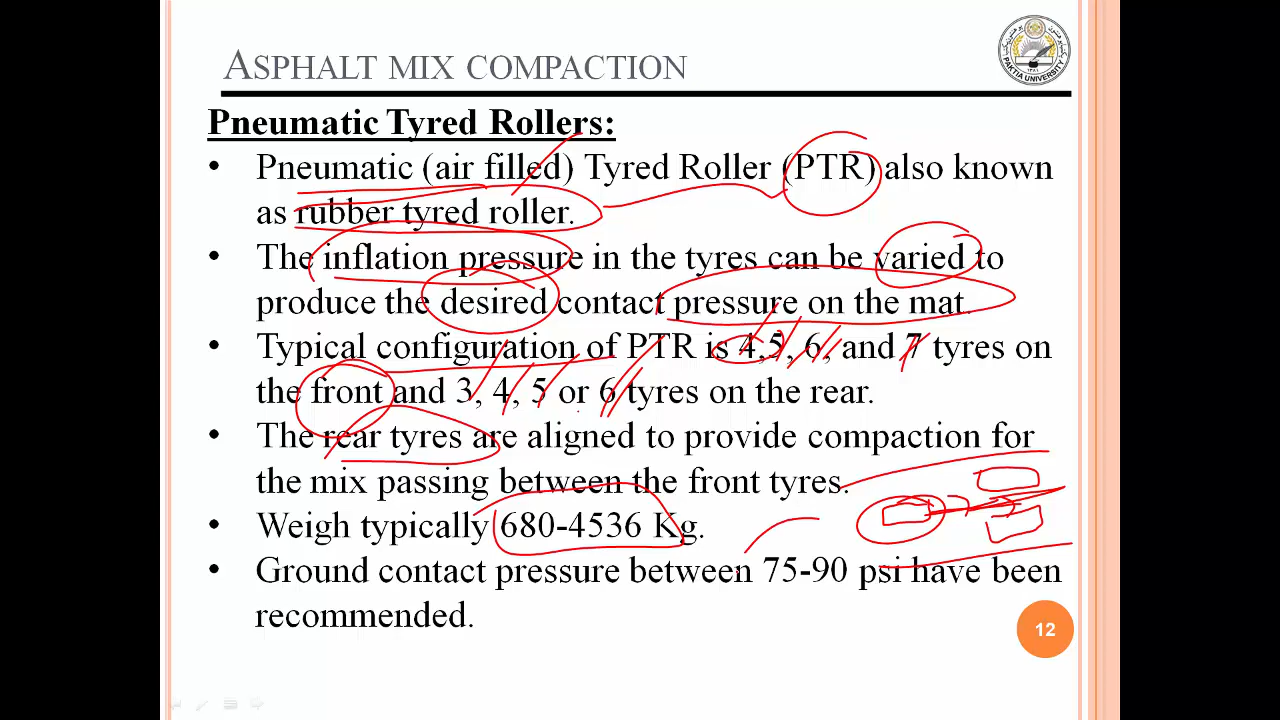 ASPHALT MIX COMPACTION
PAKTIA UNIVERSITY
Pneumatic Tyred Rollers:
• Pneumatic (air filled) Tyred Roller (PTR) also known
as rubber tyred roller.
• The inflation pressure in the tyres can be varied to
produce the desired contact pressure on the mat.
• Typical configuration of PTR is 4,5, 6, and 7 tyres on
the front and 3, 4, 5 or 6 tyres on the rear.
• The rear tyres are aligned to provide compaction for
the mix passing between the front tyres.
• Weigh typically 680-4536 Kg.
• Ground contact pressure between 75-90 psi have been
recommended.
12